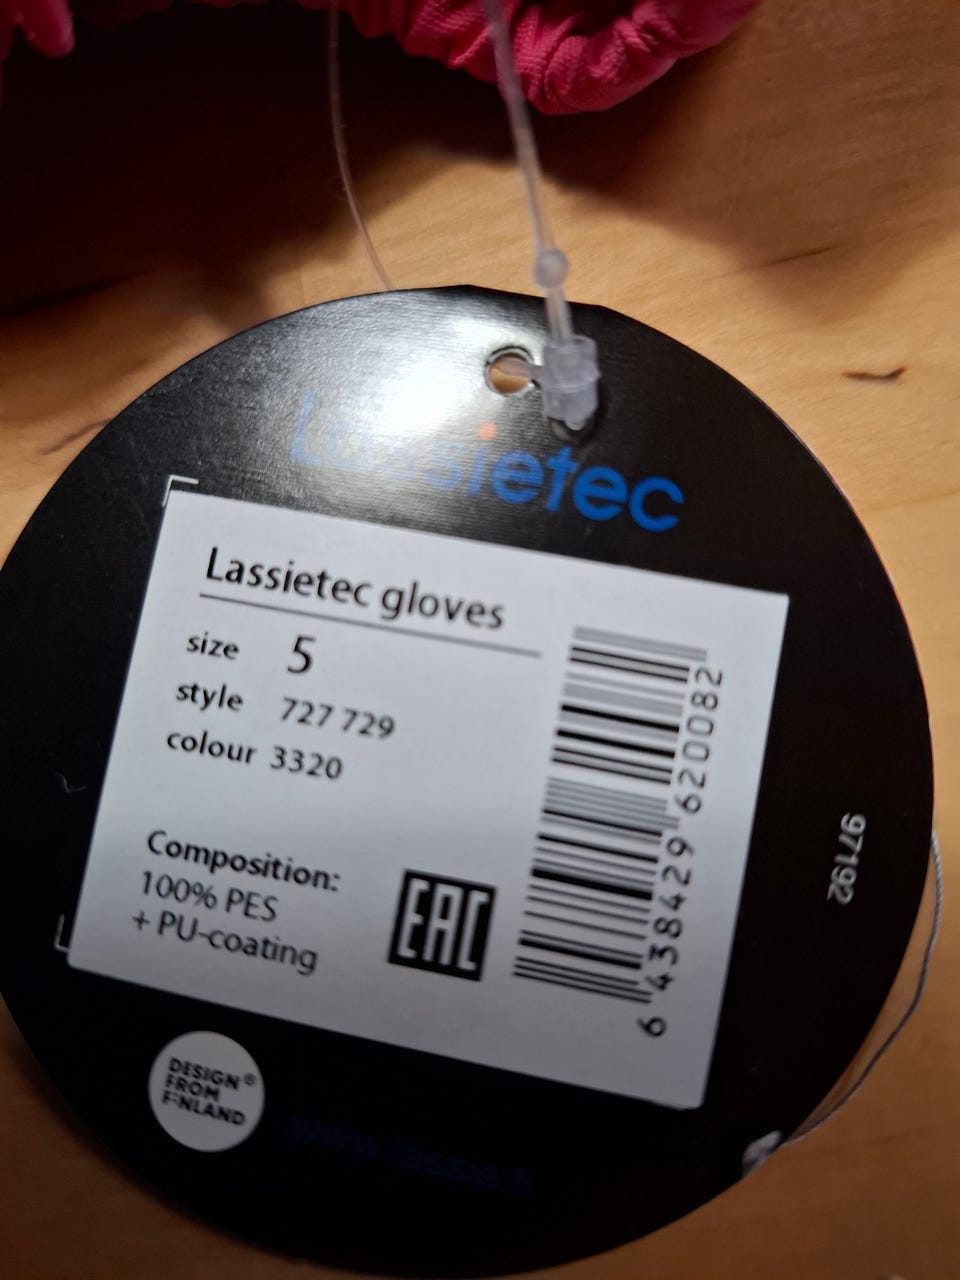 Lassietec
Lassietec gloves
size 5
style 727 729
colour 3320
Composition:
100% PES
+ PU-coating
EAC
6 438429 620082
97192
DESIGN®
FROM
FINLAND